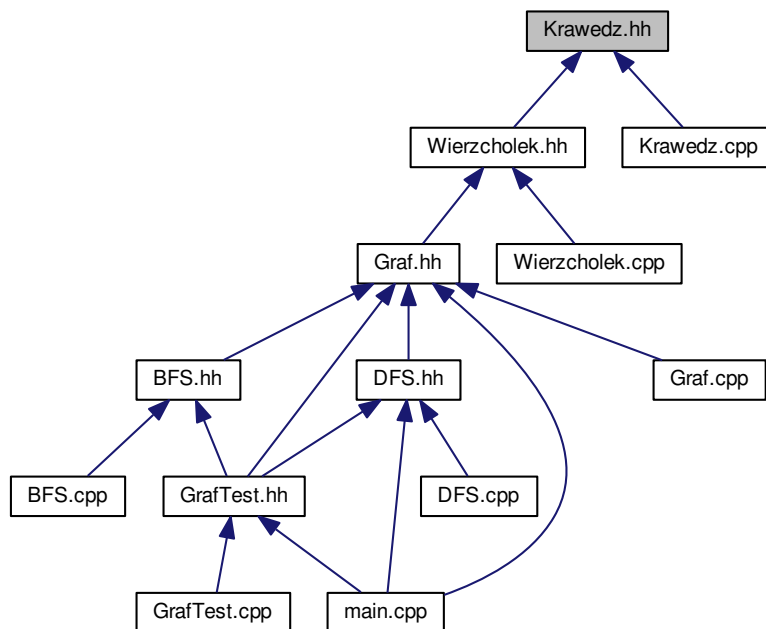 Krawedz.hh
Wierzcholek.hh
Krawedz.cpp
Graf.hh
Wierzcholek.cpp
BFS.hh
DFS.hh
Graf.cpp
BFS.cpp
GrafTest.hh
DFS.cpp
GrafTest.cpp
main.cpp